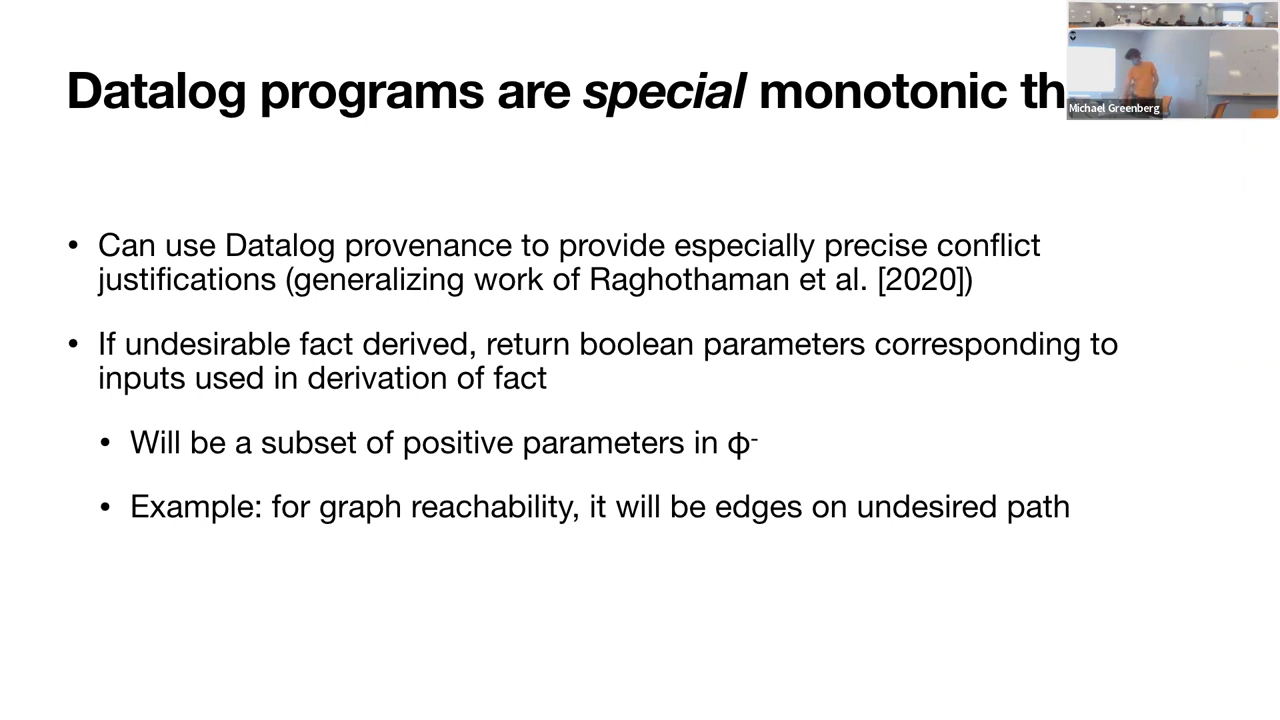 Datalog programs are special monotonic th
Michael Greenberg
• Can use Datalog provenance to provide especially precise conflict
justifications (generalizing work of Raghothaman et al. [2020])
• If undesirable fact derived, return boolean parameters corresponding to
inputs used in derivation of fact
• Will be a subset of positive parameters in ф-
• Example: for graph reachability, it will be edges on undesired path